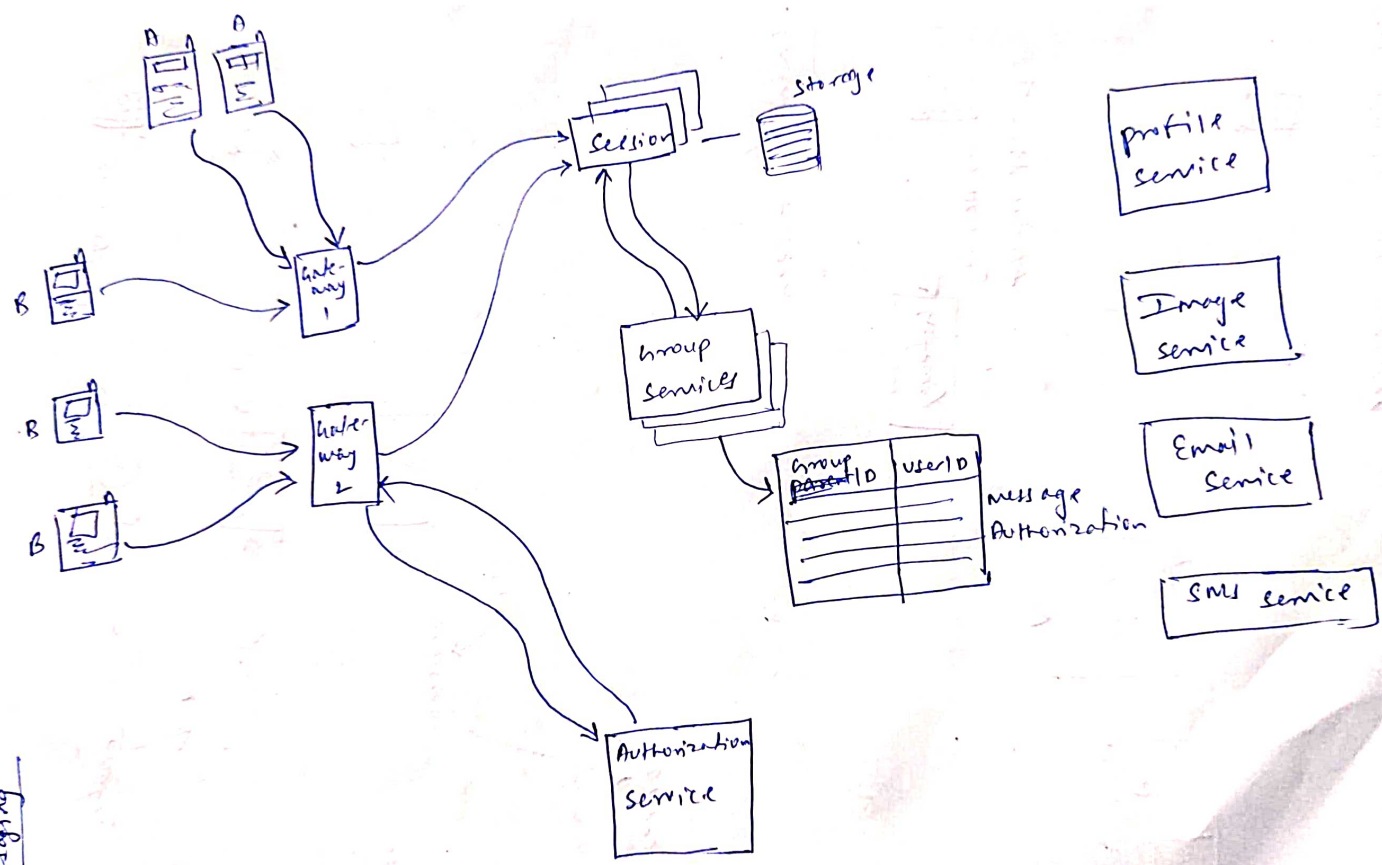 A
A
B
B
B
Gate-
way
1
Gate-
way
2
Session
Storage
Group
Services
Group
ID
userID
Message
Authorization
Authorization
Service
Profile
service
Image
service
Email
Service
SMS service